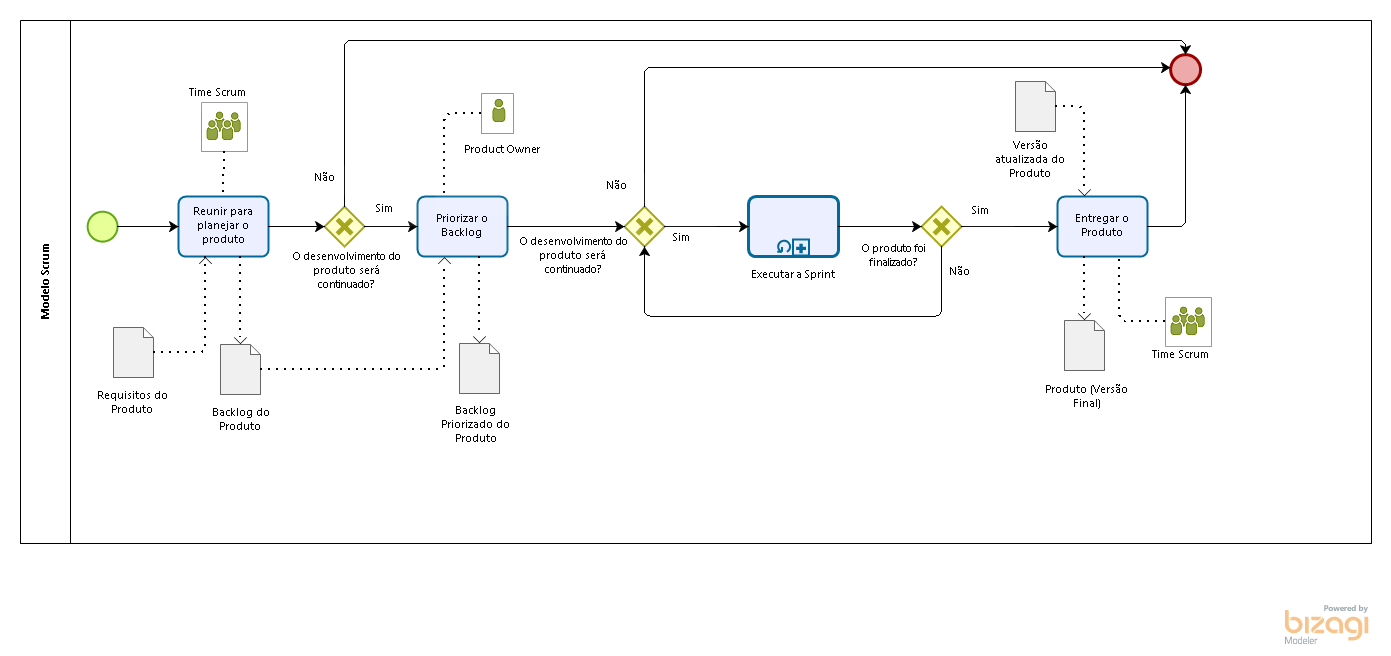 Modelo Scrum
Time Scrum
Reunir para
planejar o
produto
Requisitos do
Produto
Backlog do
Produto
Não
Sim
O desenvolvimento do
produto será
continuado?
Product Owner
Priorizar o
Backlog
Backlog
Priorizado do
Produto
Não
Sim
O desenvolvimento do
produto será
continuado?
Executar a Sprint
O produto foi
finalizado?
Sim
Não
Versão
atualizada do
Produto
Entregar o
Produto
Produto (Versão
Final)
Time Scrum
Powered by
bizagi
Modeler